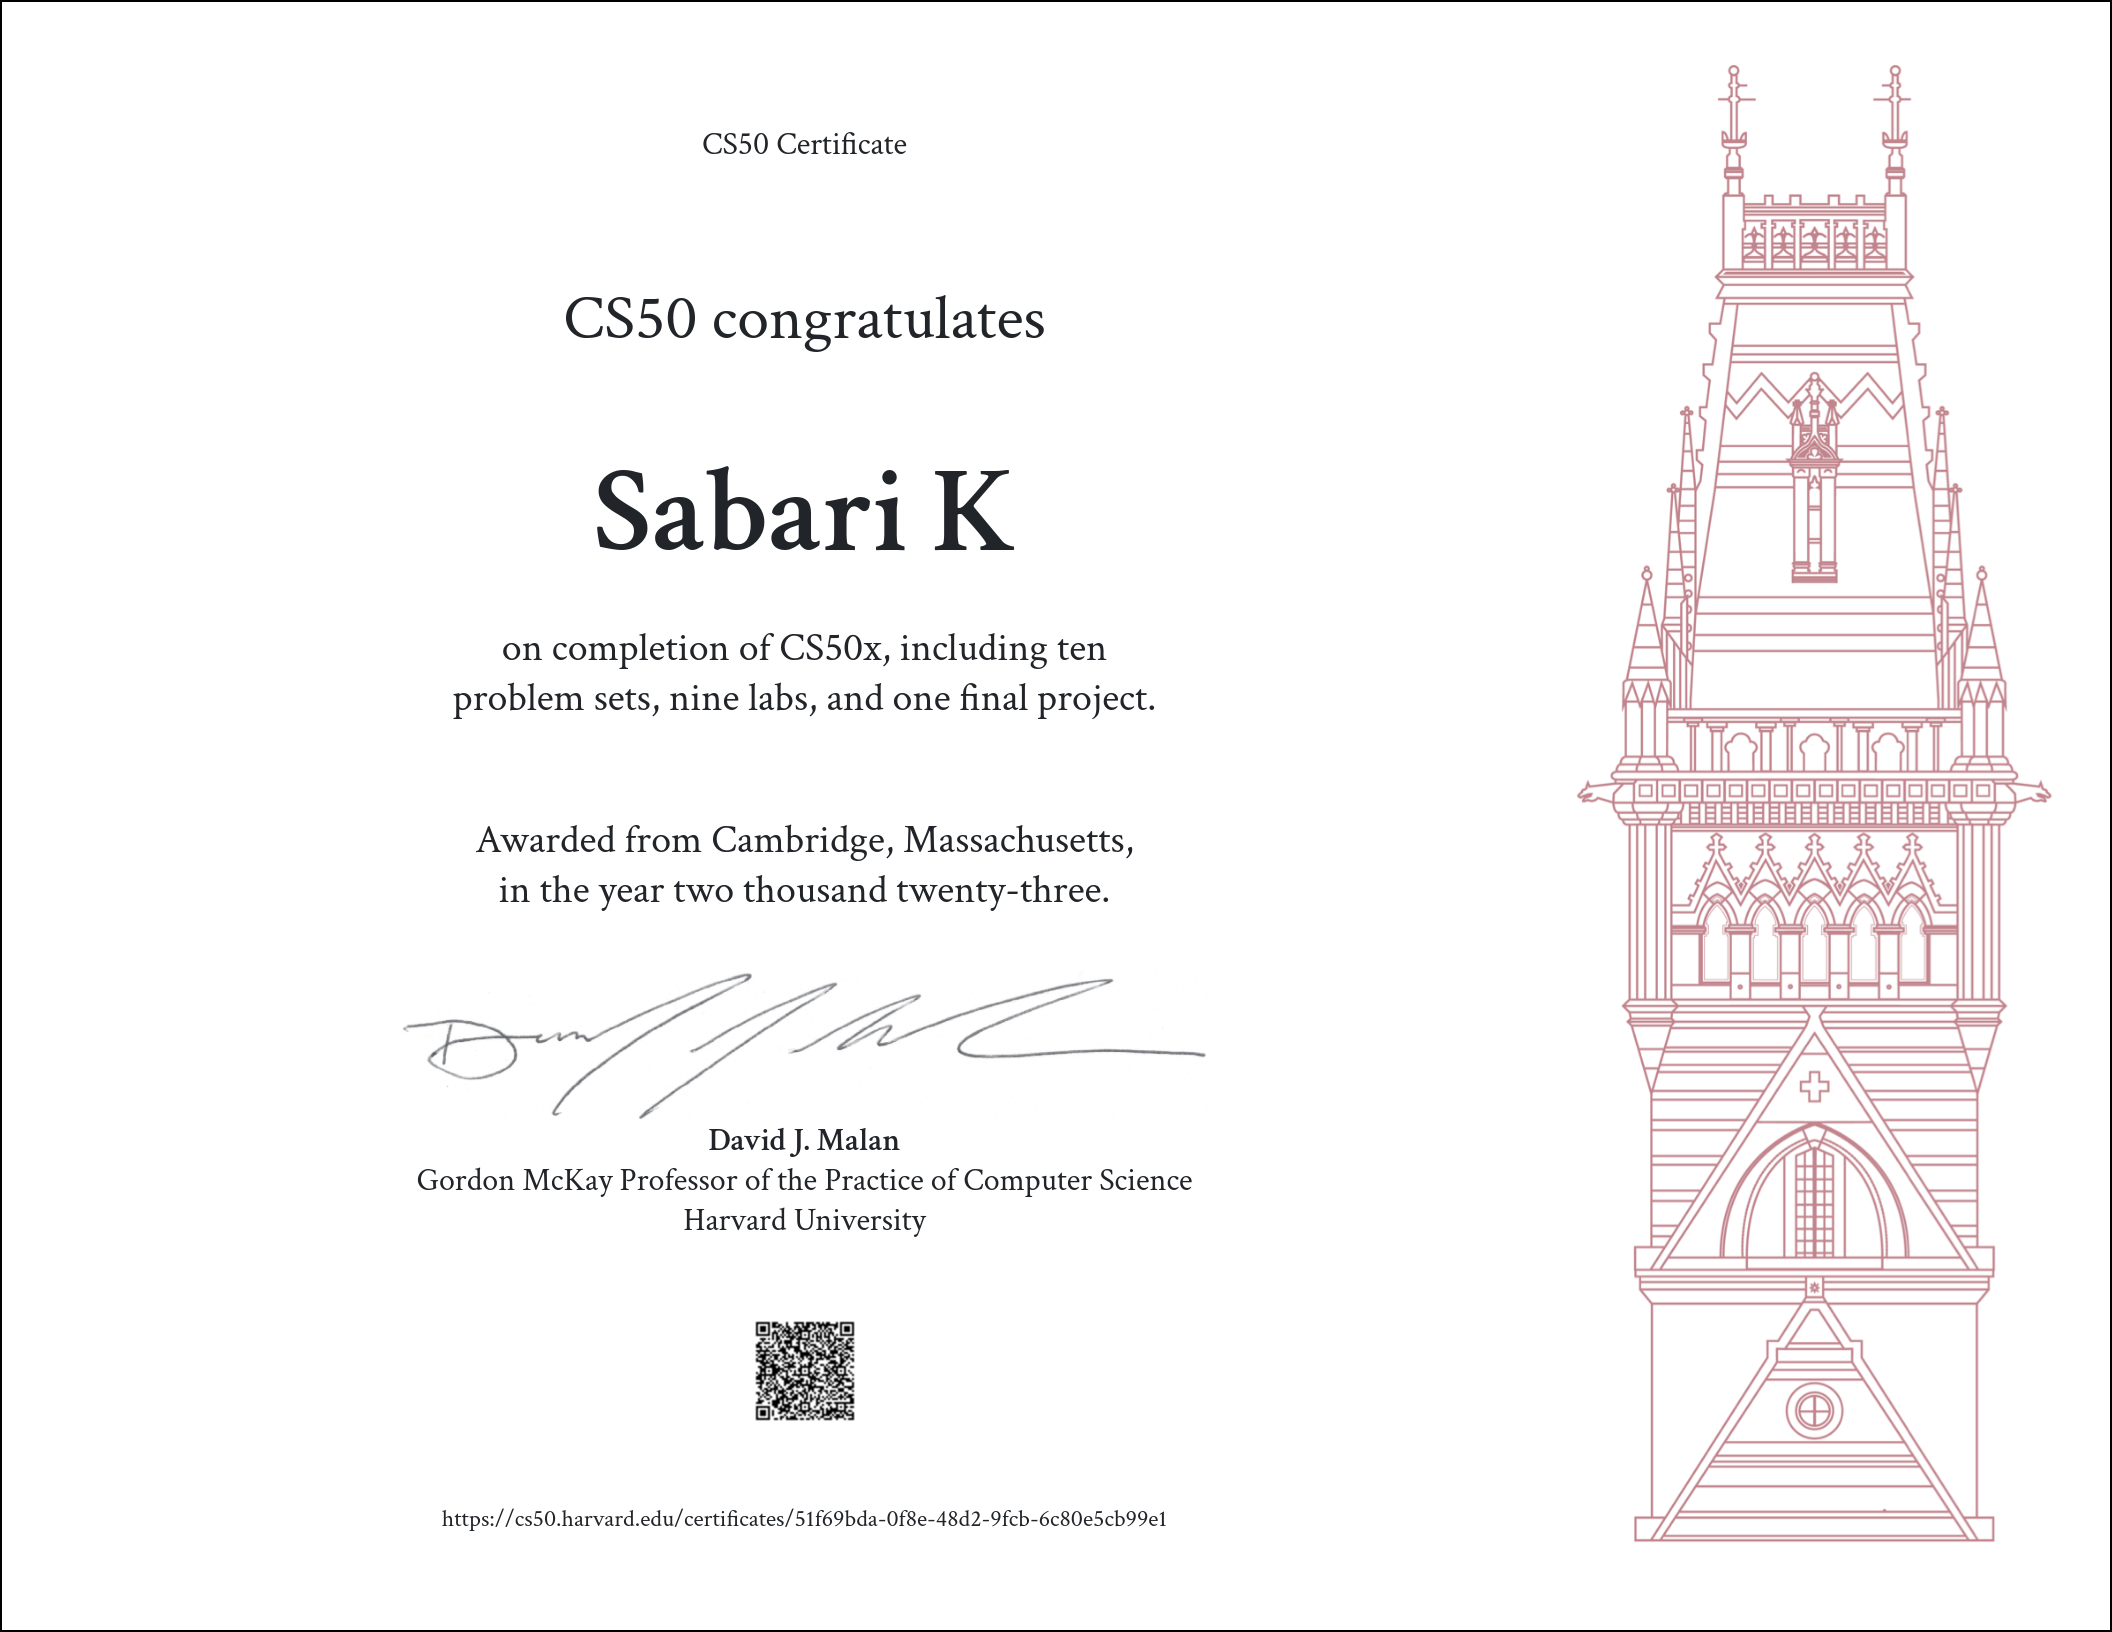 CS50 Certificate
CS50 congratulates
Sabari K
on completion of CS50x, including ten
problem sets, nine labs, and one final project.
Awarded from Cambridge, Massachusetts,
in the year two thousand twenty-three.
David J. Malan
Gordon McKay Professor of the Practice of Computer Science
Harvard University
https://cs50.harvard.edu/certificates/51f69bda-0f8e-48d2-9fcb-6c80e5cb99e1